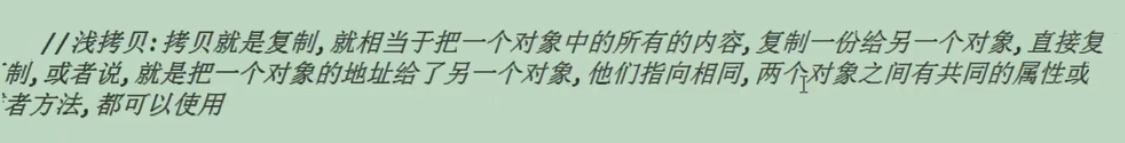 //浅拷贝:拷贝就是复制,就相当于把一个对象中的所有的内容,复制一份给另一个对象,直接复
制,或者说,就是把一个对象的地址给了另一个对象,他们指向相同,两个对象之间有共同的属性或
者方法,都可以使用